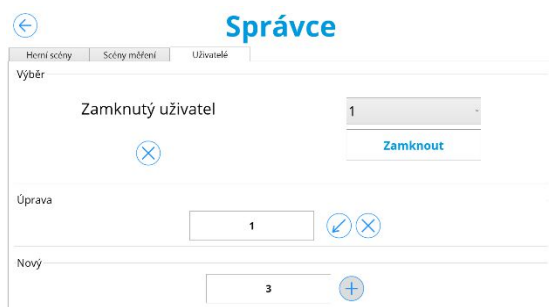 Správce
Herní scény Scény měření Uživatelé
Výběr
Zamknutý uživatel 1
Zamknout
Úprava
1
Nový
3